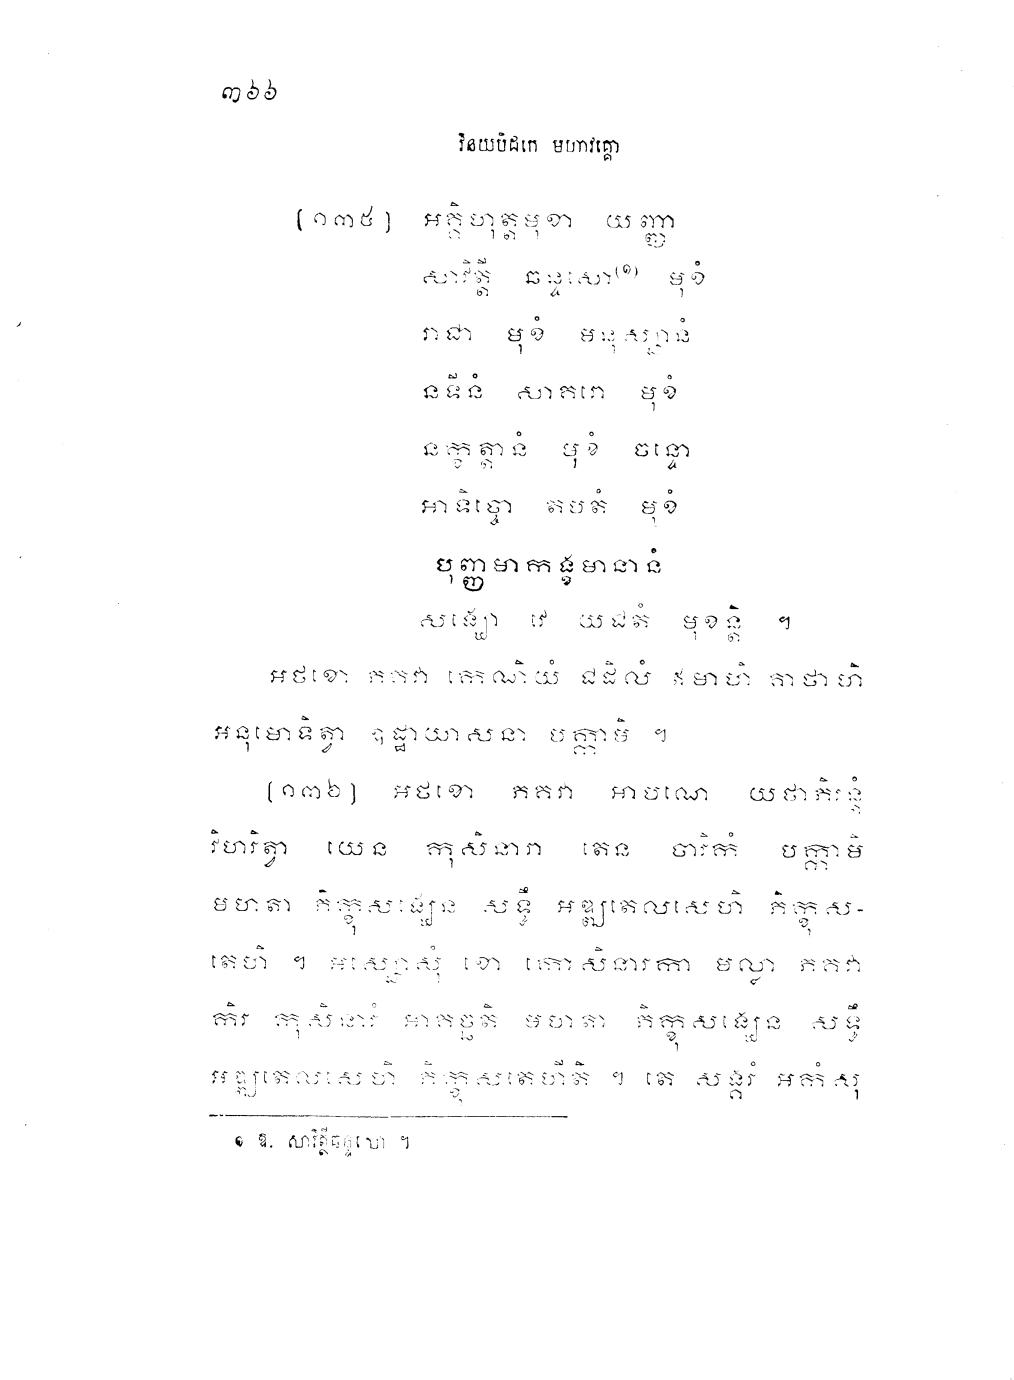 ៣៦៦
វិនយបិដកេ មហាវគ្គោ
(១៣៥) អគ្គិហុត្តមុខា យញ្ញា
សាវិត្តី ឆន្ទសោ(១) មុខំ
រាជា មុខំ មនុស្សានំ
នទីនំ សាគរោ មុខំ
នក្ខត្តានំ មុខំ ចន្ទោ
អាទិច្ចោ តបតំ មុខំ
បុញ្ញមាកង្ខមានានំ
សង្ឃោ វេ យជតំ មុខន្តិ ។
អថខោ ភគវា កេណិយំ ជដិលំ ឥមាហិ គាថាហិ
អនុមោទិត្វា ឧដ្ឋាយាសនា បក្កាមិ ។
(១៣៦) អថខោ ភគវា អាបណេ យថាភិរន្តំ
វិហរិត្វា យេន កុសិនារា តេន ចារិកំ បក្កាមិ
មហតា ភិក្ខុសង្ឃេន សទ្ធឹ អឌ្ឍតេលសេហិ ភិក្ខុស-
តេហិ ។ អស្សោសុំ ខោ កោសិនារកា មល្លា ភគវា
កិរ កុសិនារំ អាគច្ឆតិ មហតា ភិក្ខុសង្ឃេន សទ្ធឹ
អឌ្ឍតេលសេហិ ភិក្ខុសតេហីតិ ។ តេ សង្គរំ អកំសុ
១ ឱ. សាវិត្តីឆន្ទសោ ។